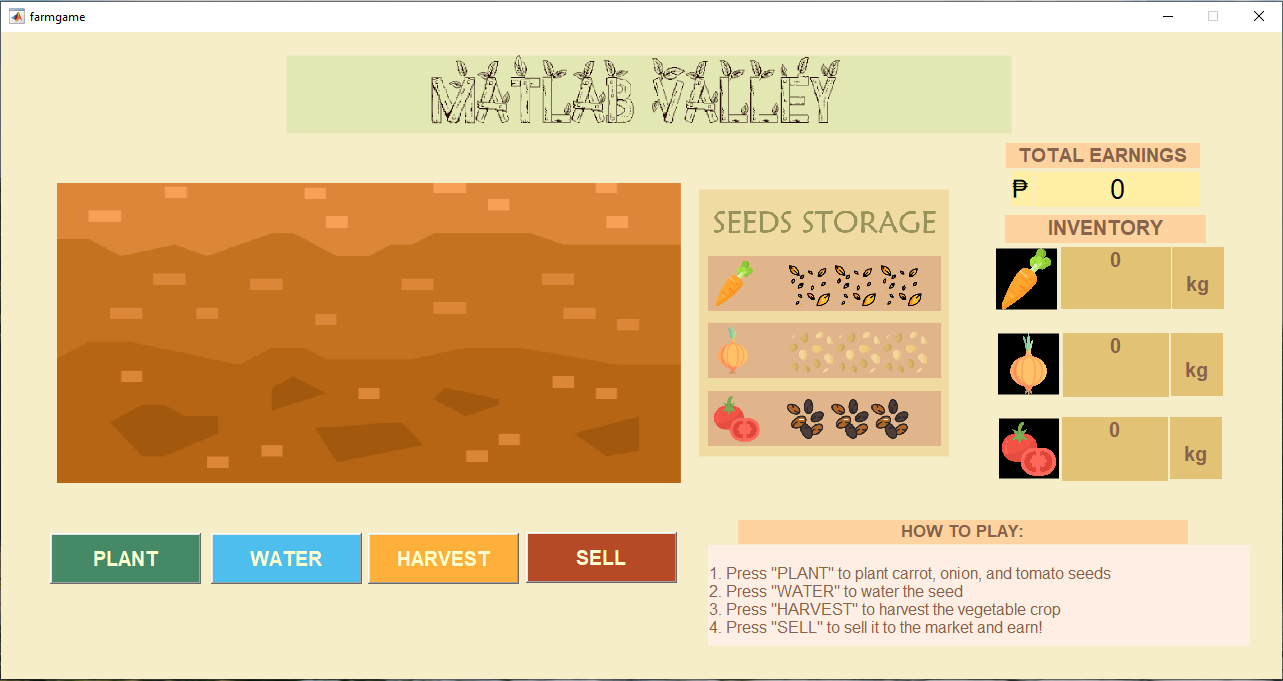 farmgame
MATLAB VALLEY
TOTAL EARNINGS
₱ 0
INVENTORY
SEEDS STORAGE
0 kg
0 kg
0 kg
PLANT
WATER
HARVEST
SELL
HOW TO PLAY:
1. Press "PLANT" to plant carrot, onion, and tomato seeds
2. Press "WATER" to water the seed
3. Press "HARVEST" to harvest the vegetable crop
4. Press "SELL" to sell it to the market and earn!